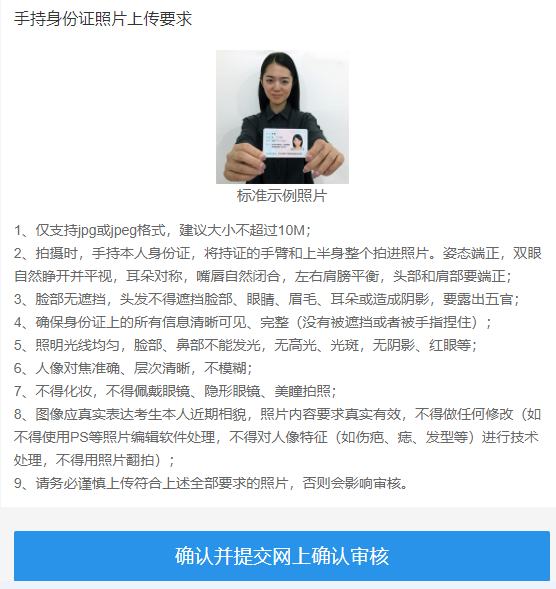 手持身份证照片上传要求
标准示例照片
1、仅支持jpg或jpeg格式，建议大小不超过10M；
2、拍摄时，手持本人身份证，将持证的手臂和上半身整个拍进照片。姿态端正，双眼
自然睁开并平视，耳朵对称，嘴唇自然闭合，左右肩膀平衡，头部和肩部要端正；
3、脸部无遮挡，头发不得遮挡脸部、眼睛、眉毛、耳朵或造成阴影，要露出五官；
4、确保身份证上的所有信息清晰可见、完整（没有被遮挡或者被手指捏住）；
5、照明光线均匀，脸部、鼻部不能发光，无高光、光斑，无阴影、红眼等；
6、人像对焦准确、层次清晰，不模糊；
7、不得化妆，不得佩戴眼镜、隐形眼镜、美瞳拍照；
8、图像应真实表达考生本人近期相貌，照片内容要求真实有效，不得做任何修改（如
不得使用PS等照片编辑软件处理，不得对人像特征（如伤疤、痣、发型等）进行技术
处理，不得用照片翻拍）；
9、请务必谨慎上传符合上述全部要求的照片，否则会影响审核。
确认并提交网上确认审核